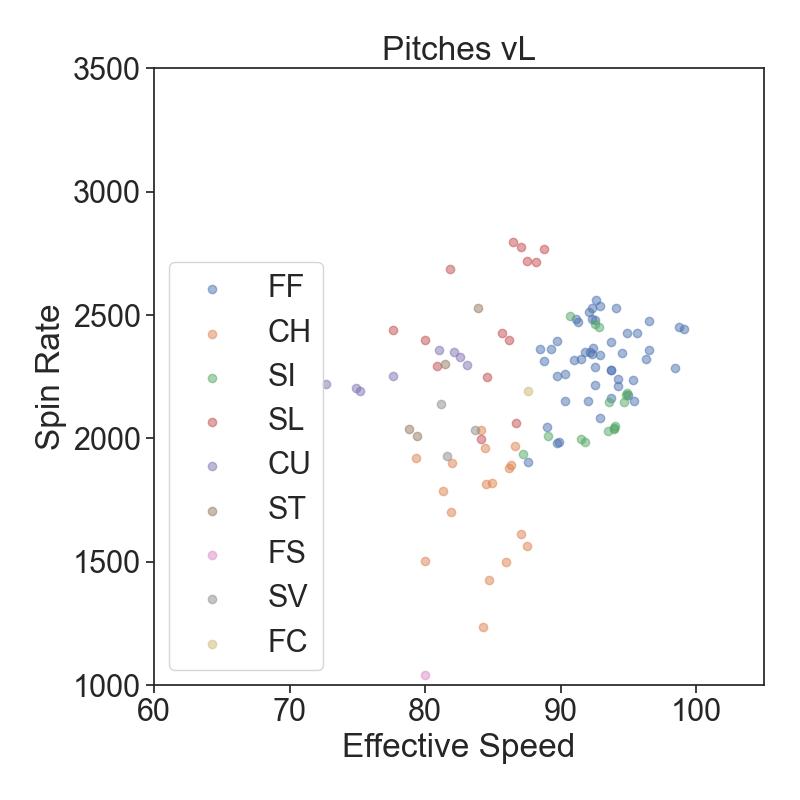 Pitches vL
3500
3000
2500
2000
1500
1000
Spin Rate
FF
CH
SI
SL
CU
ST
FS
SV
FC
60 70 80 90 100
Effective Speed